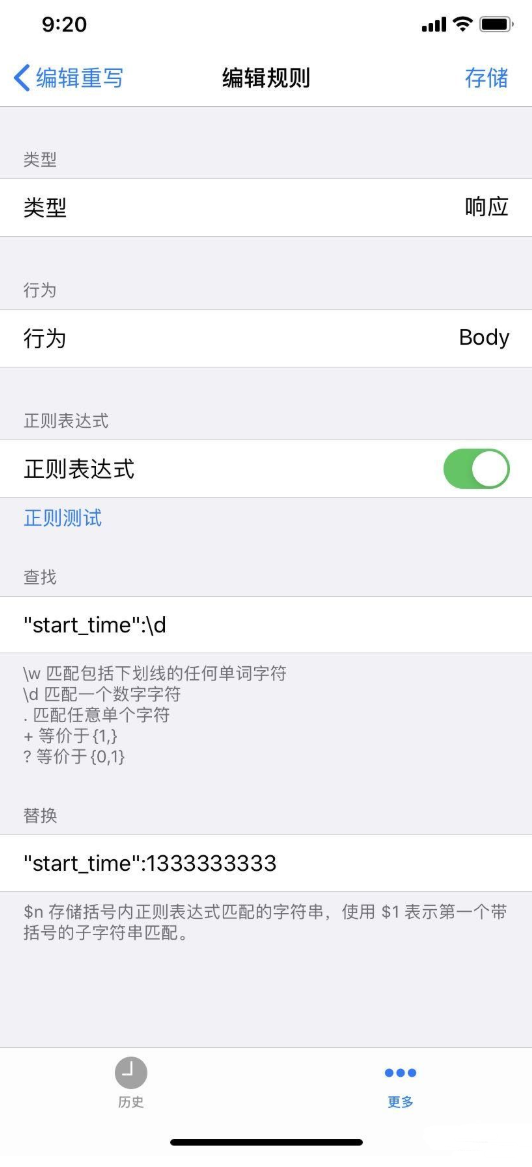 9:20
编辑重写
编辑规则
存储
类型
类型
响应
行为
行为
Body
正则表达式
正则表达式
正则测试
查找
"start_time":\d
\w 匹配包括下划线的任何单词字符
\d 匹配一个数字字符
. 匹配任意单个字符
+ 等价于{1,}
? 等价于{0,1}
替换
"start_time":1333333333
$n 存储括号内正则表达式匹配的字符串，使用 $1 表示第一个带
括号的子字符串匹配。
历史
更多